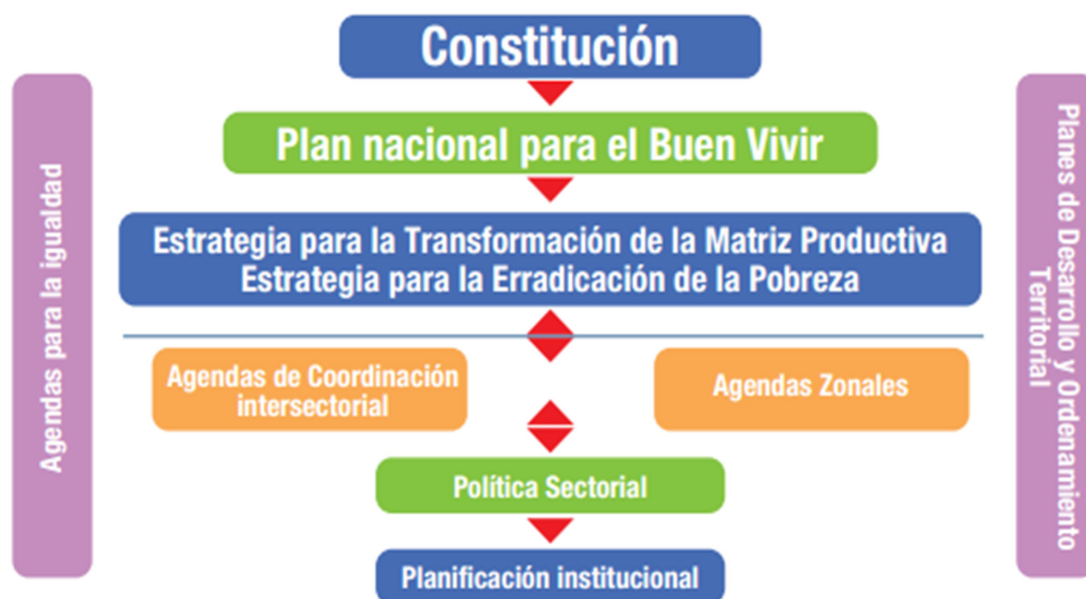 Constitución
Plan nacional para el Buen Vivir
Estrategia para la Transformación de la Matriz Productiva
Estrategia para la Erradicación de la Pobreza
Agendas de Coordinación
intersectorial
Agendas Zonales
Política Sectorial
Planificación institucional
Agendas para la igualdad
Planes de Desarrollo y Ordenamiento
Territorial